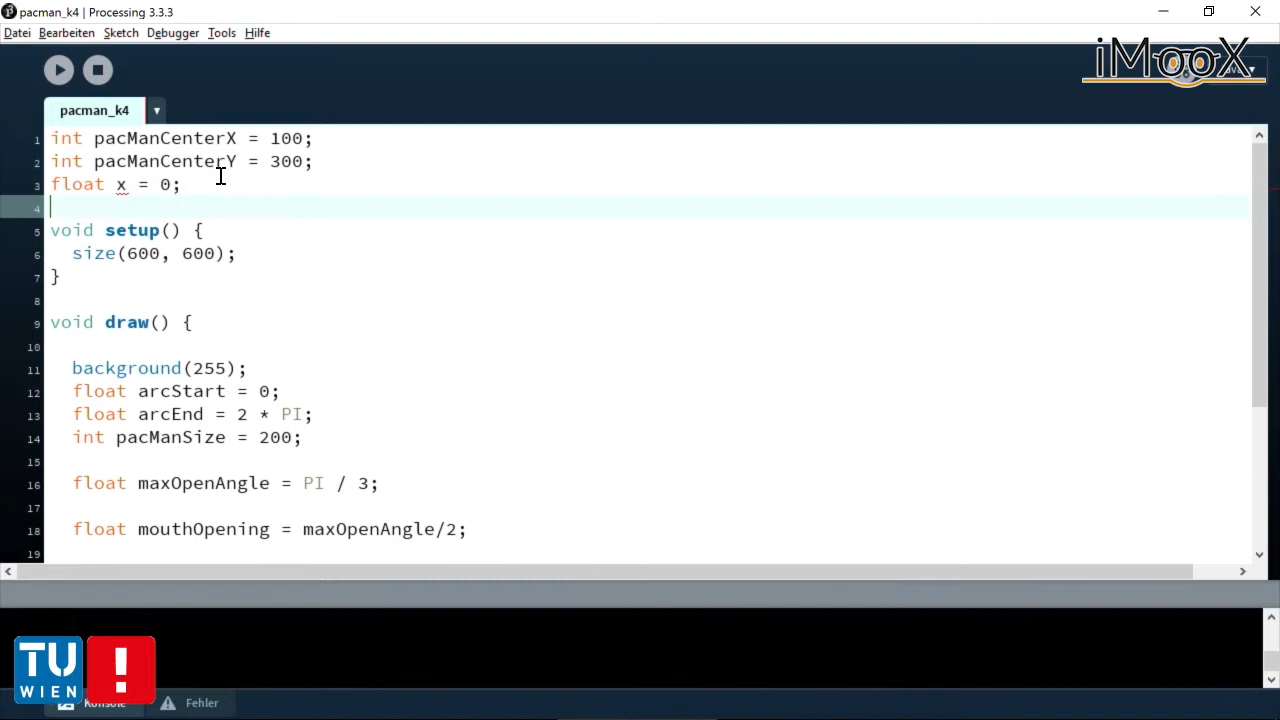 pacman_k4 | Processing 3.3.3
Datei Bearbeiten Sketch Debugger Tools Hilfe
iMooX
pacman_k4
1 int pacManCenterX = 100;
2 int pacManCenterY = 300;
3 float x = 0;
4
5 void setup() {
6 size(600, 600);
7 }
8
9 void draw() {
10
11 background(255);
12 float arcStart = 0;
13 float arcEnd = 2 * PI;
14 int pacManSize = 200;
15
16 float maxOpenAngle = PI / 3;
17
18 float mouthOpening = maxOpenAngle/2;
19
TU
WIEN
!
Konsole Fehler